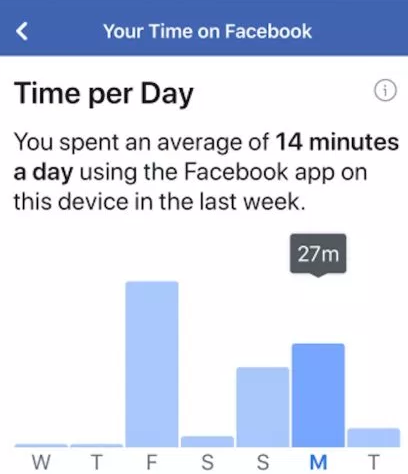 Your Time on Facebook
Time per Day
You spent an average of 14 minutes
a day using the Facebook app on
this device in the last week.
27m
W T F S S M T